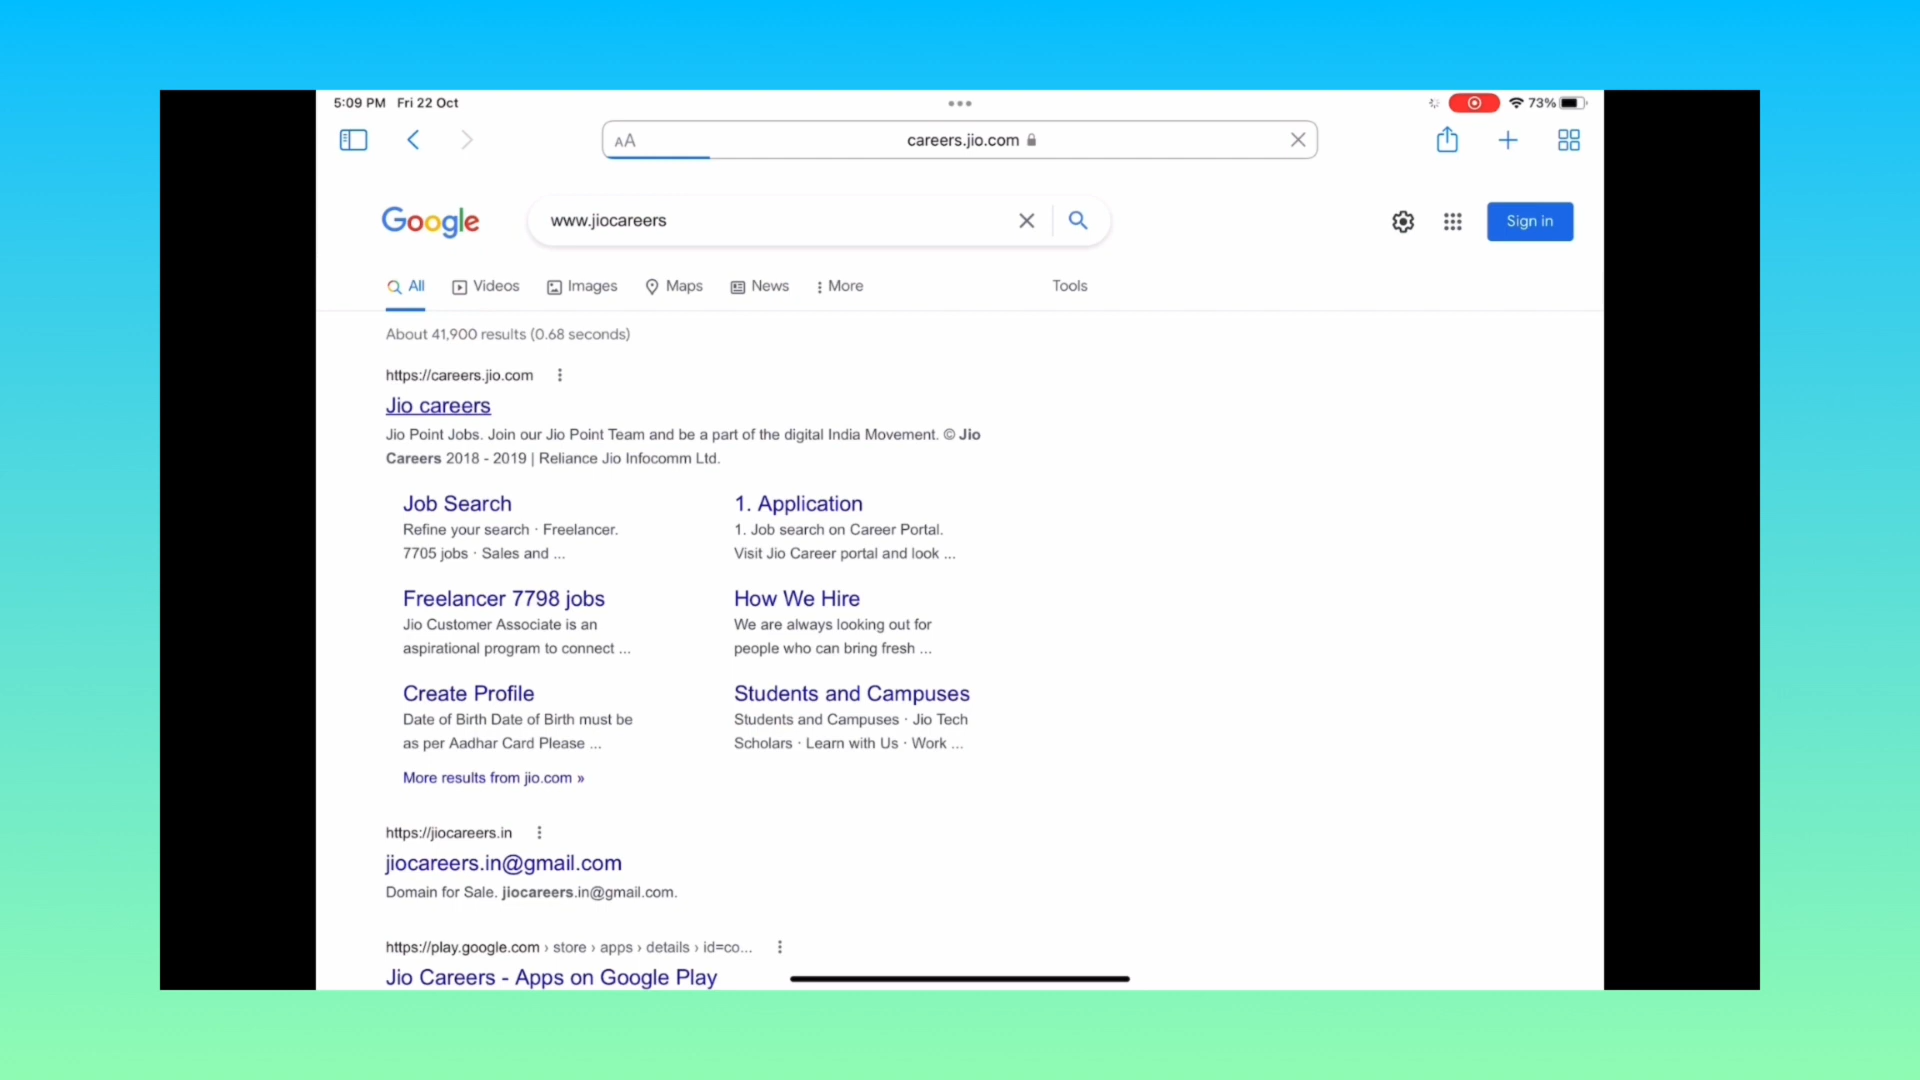 5:09 PM Fri 22 Oct
73%
AA careers.jio.com
Google www.jiocareers Sign in
All Videos Images Maps News More Tools
About 41,900 results (0.68 seconds)
https://careers.jio.com
Jio careers
Jio Point Jobs. Join our Jio Point Team and be a part of the digital India Movement. © Jio
Careers 2018 - 2019 | Reliance Jio Infocomm Ltd.
Job Search
Refine your search · Freelancer.
7705 jobs · Sales and ...
1. Application
1. Job search on Career Portal.
Visit Jio Career portal and look ...
Freelancer 7798 jobs
Jio Customer Associate is an
aspirational program to connect ...
How We Hire
We are always looking out for
people who can bring fresh ...
Create Profile
Date of Birth Date of Birth must be
as per Aadhar Card Please ...
Students and Campuses
Students and Campuses · Jio Tech
Scholars · Learn with Us · Work ...
More results from jio.com »
https://jiocareers.in
jiocareers.in@gmail.com
Domain for Sale. jiocareers.in@gmail.com.
https://play.google.com › store › apps › details › id=co...
Jio Careers - Apps on Google Play